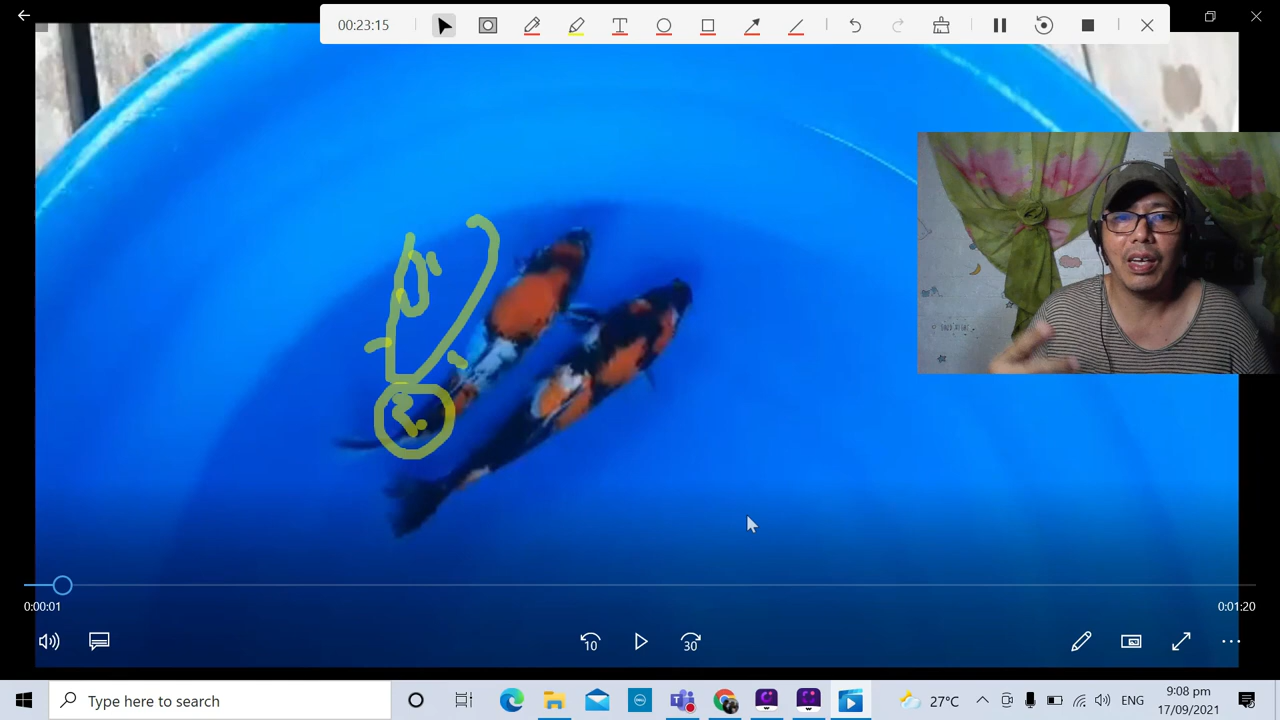 00:23:15
T
0:00:01
0:01:20
10
30
Type here to search
DELL
27°C
ENG
9:08 pm
17/09/2021